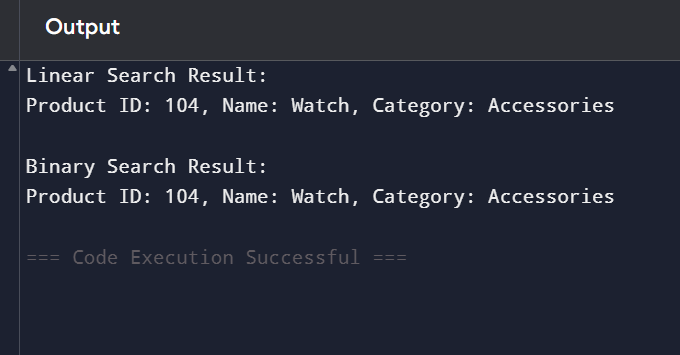 Output
Linear Search Result:
Product ID: 104, Name: Watch, Category: Accessories
Binary Search Result:
Product ID: 104, Name: Watch, Category: Accessories
=== Code Execution Successful ===